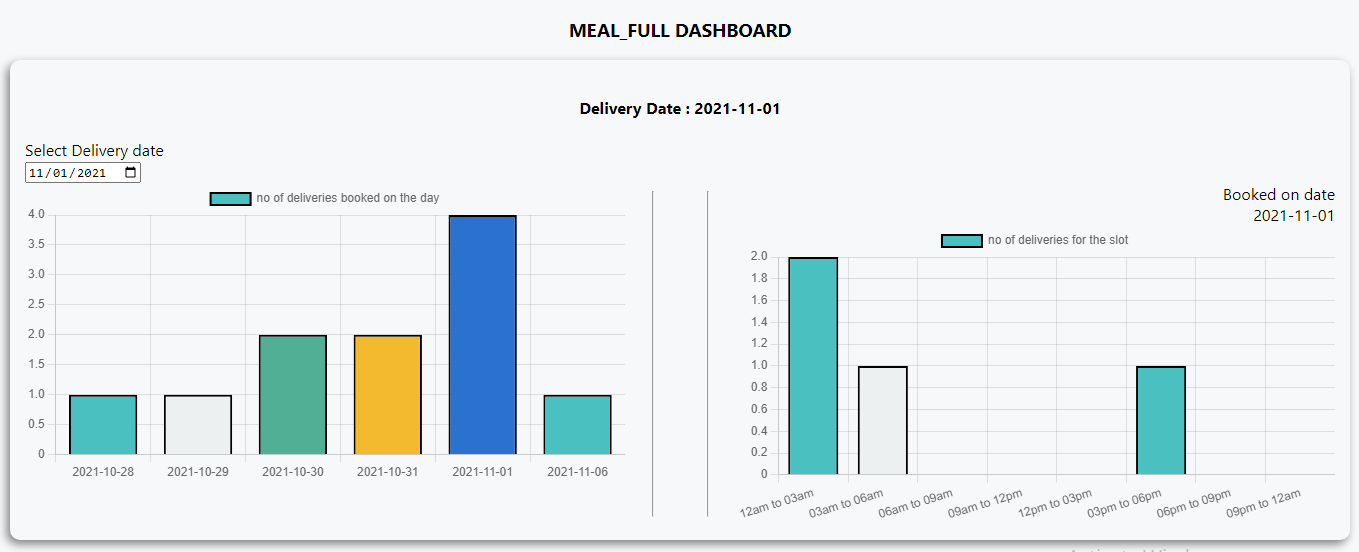 MEAL_FULL DASHBOARD
Delivery Date : 2021-11-01
Select Delivery date
11/01/2021
no of deliveries booked on the day
4.0
3.5
3.0
2.5
2.0
1.5
1.0
0.5
0
2021-10-28 2021-10-29 2021-10-30 2021-10-31 2021-11-01 2021-11-06
Booked on date
2021-11-01
no of deliveries for the slot
2.0
1.8
1.6
1.4
1.2
1.0
0.8
0.6
0.4
0.2
0
12am to 03am 03am to 06am 06am to 09am 09am to 12pm 12pm to 03pm 03pm to 06pm 06pm to 09pm 09pm to 12am